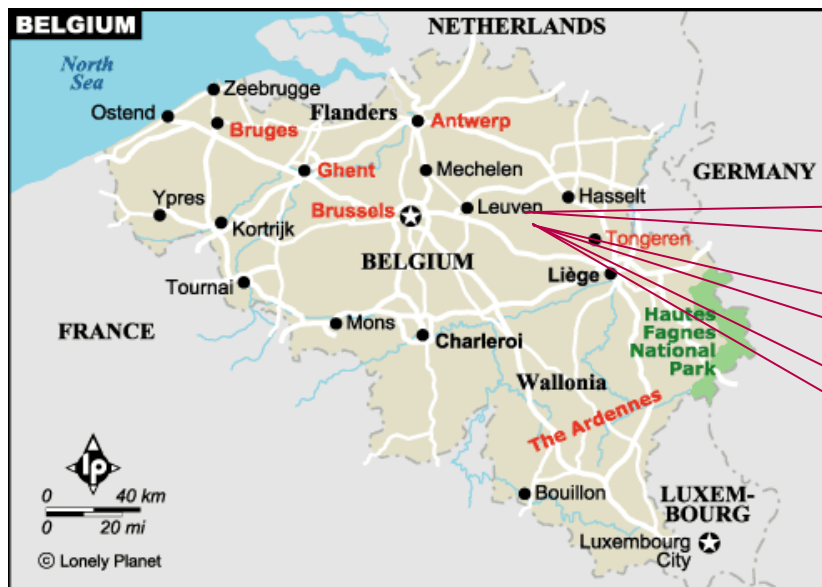 BELGIUM
NETHERLANDS
North
Sea
Zeebrugge
Ostend
Flanders
Bruges
Antwerp
Ghent
Mechelen
GERMANY
Ypres
Brussels
Leuven
Hasselt
Kortrijk
Tongeren
BELGIUM
Liège
Tournai
Hautes
Fagnes
National
Park
FRANCE
Mons
Charleroi
Wallonia
The Ardennes
lp
0 40 km
0 20 mi
Bouillon
LUXEM-
BOURG
Luxembourg
City
© Lonely Planet